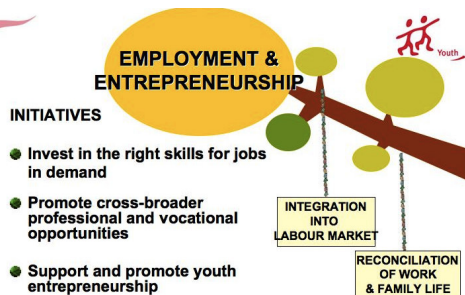 EMPLOYMENT &
ENTREPRENEURSHIP
Youth
INITIATIVES
Invest in the right skills for jobs
in demand
Promote cross-broader
professional and vocational
opportunities
Support and promote youth
entrepreneurship
INTEGRATION
INTO
LABOUR MARKET
RECONCILIATION
OF WORK
& FAMILY LIFE